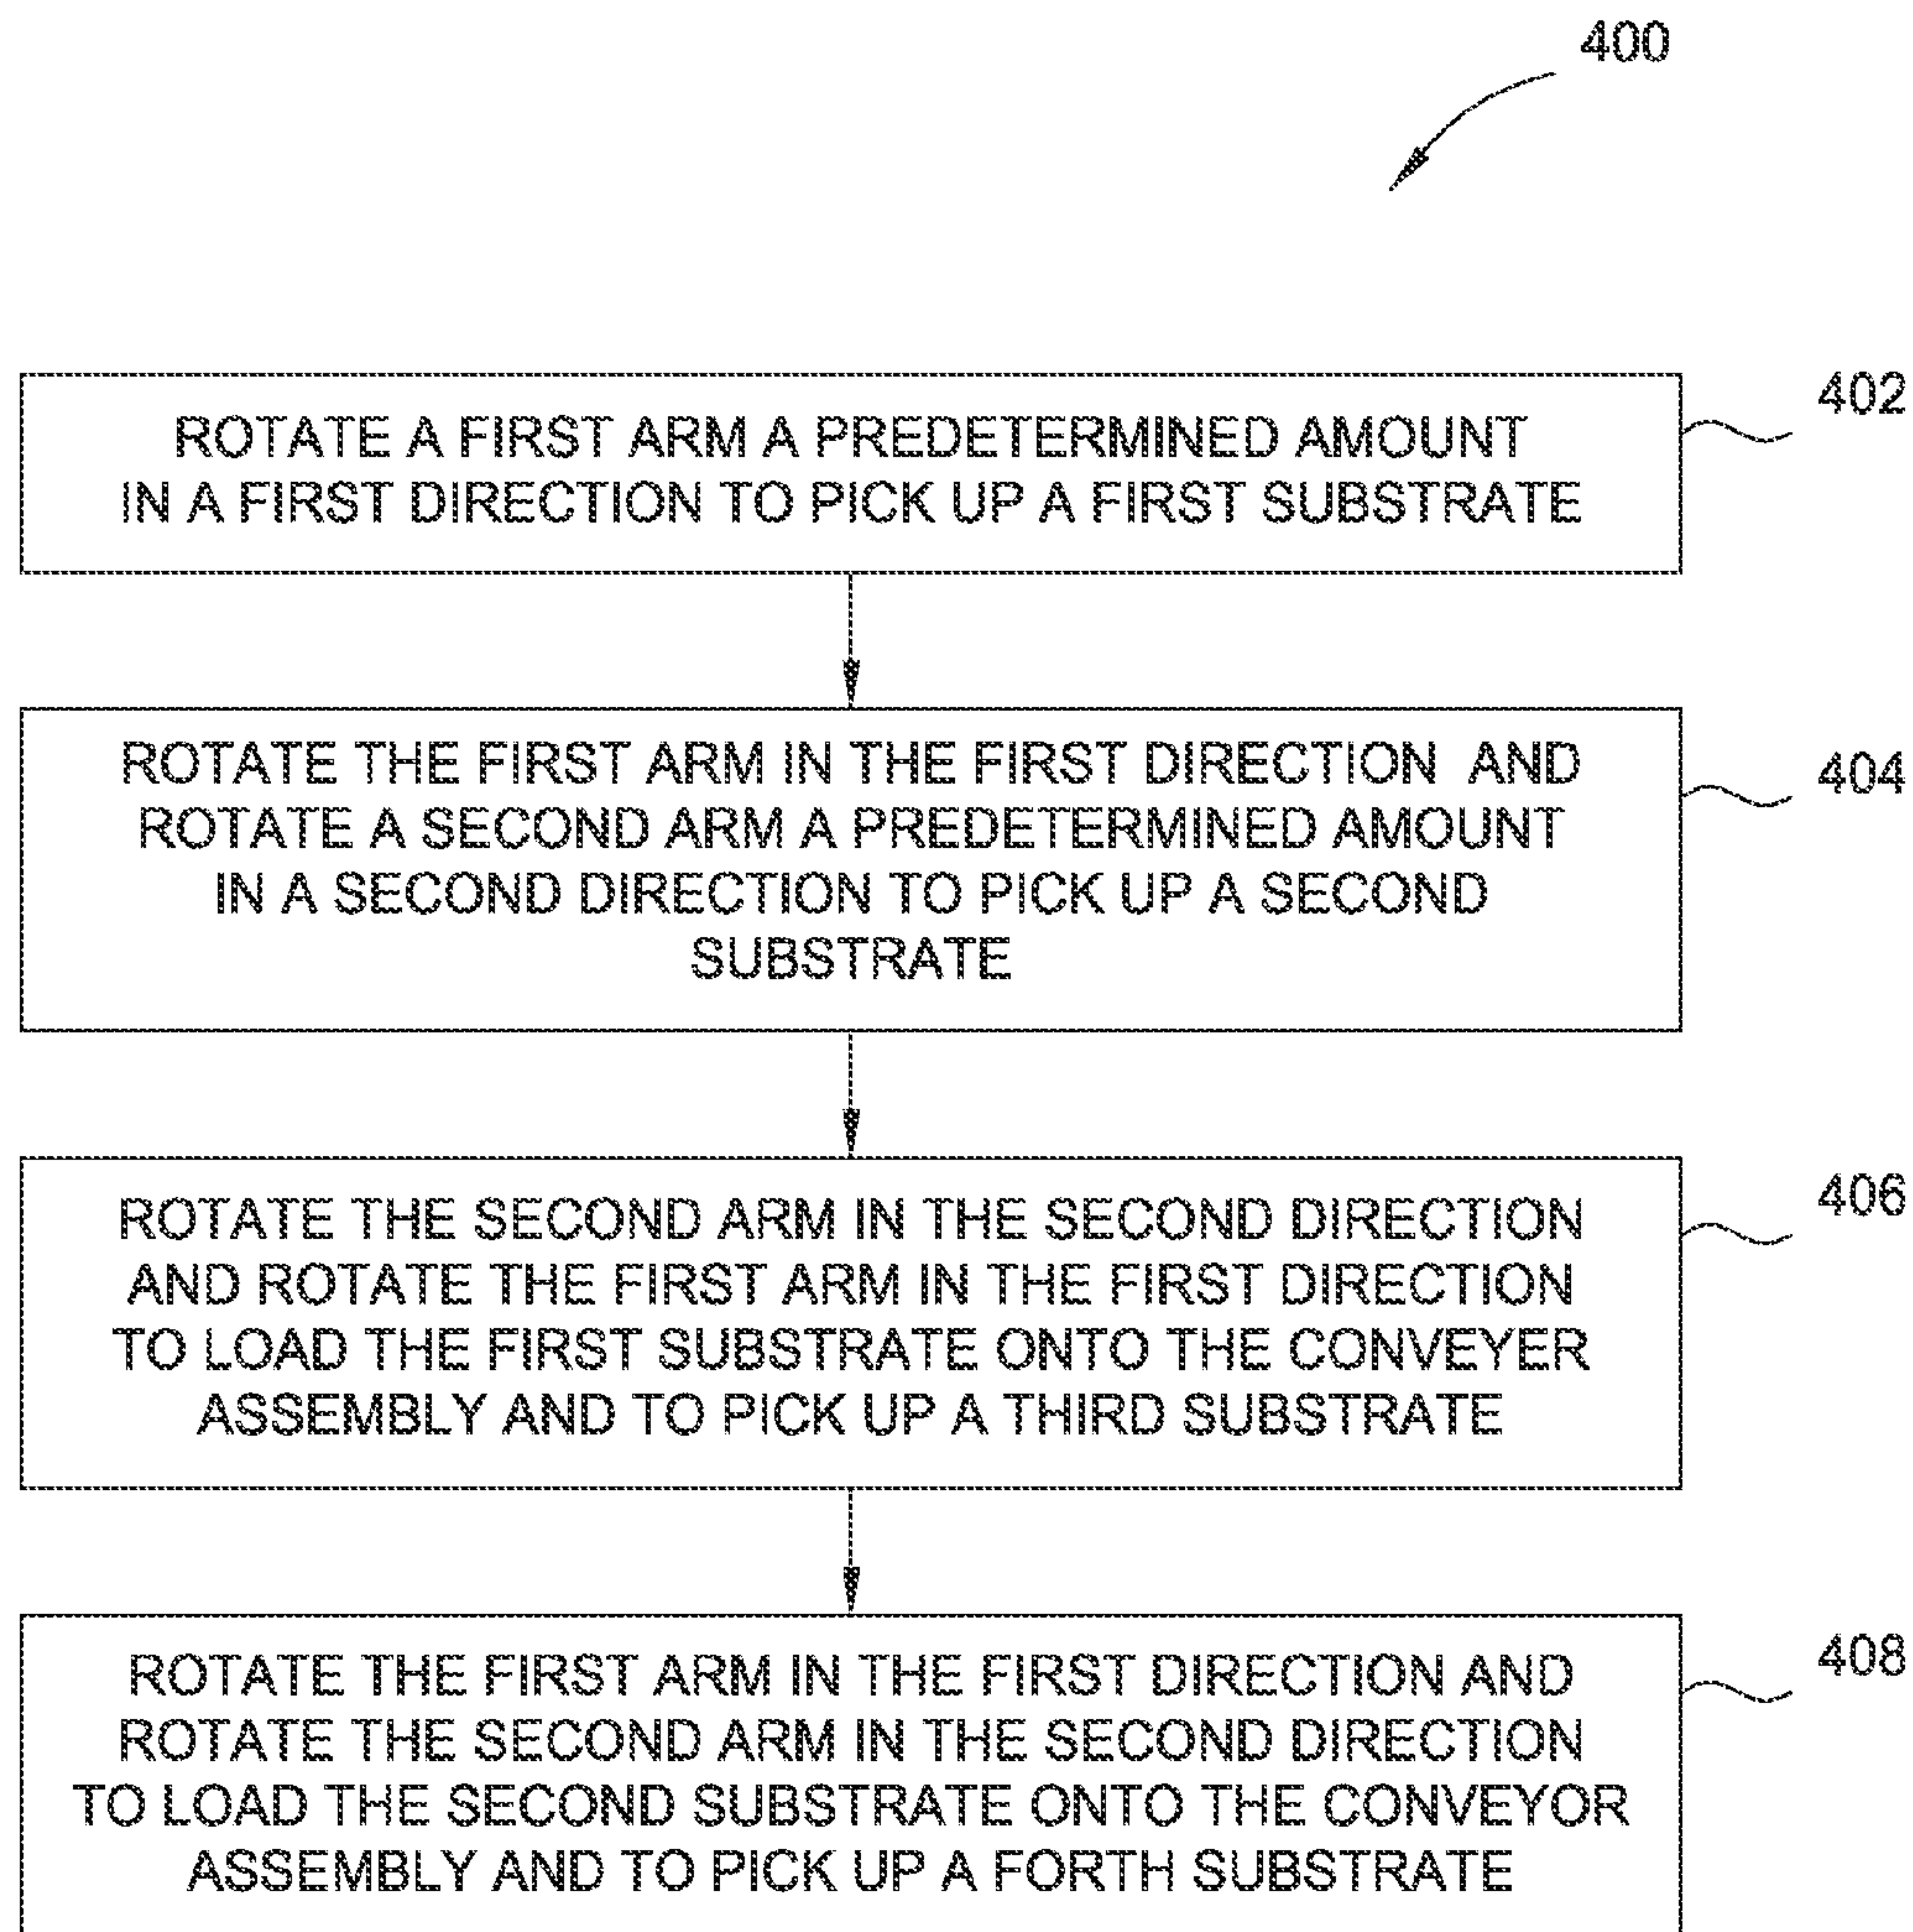 400
402
ROTATE A FIRST ARM A PREDETERMINED AMOUNT
IN A FIRST DIRECTION TO PICK UP A FIRST SUBSTRATE
404
ROTATE THE FIRST ARM IN THE FIRST DIRECTION AND
ROTATE A SECOND ARM A PREDETERMINED AMOUNT
IN A SECOND DIRECTION TO PICK UP A SECOND
SUBSTRATE
406
ROTATE THE SECOND ARM IN THE SECOND DIRECTION
AND ROTATE THE FIRST ARM IN THE FIRST DIRECTION
TO LOAD THE FIRST SUBSTRATE ONTO THE CONVEYER
ASSEMBLY AND TO PICK UP A THIRD SUBSTRATE
408
ROTATE THE FIRST ARM IN THE FIRST DIRECTION AND
ROTATE THE SECOND ARM IN THE SECOND DIRECTION
TO LOAD THE SECOND SUBSTRATE ONTO THE CONVEYOR
ASSEMBLY AND TO PICK UP A FORTH SUBSTRATE